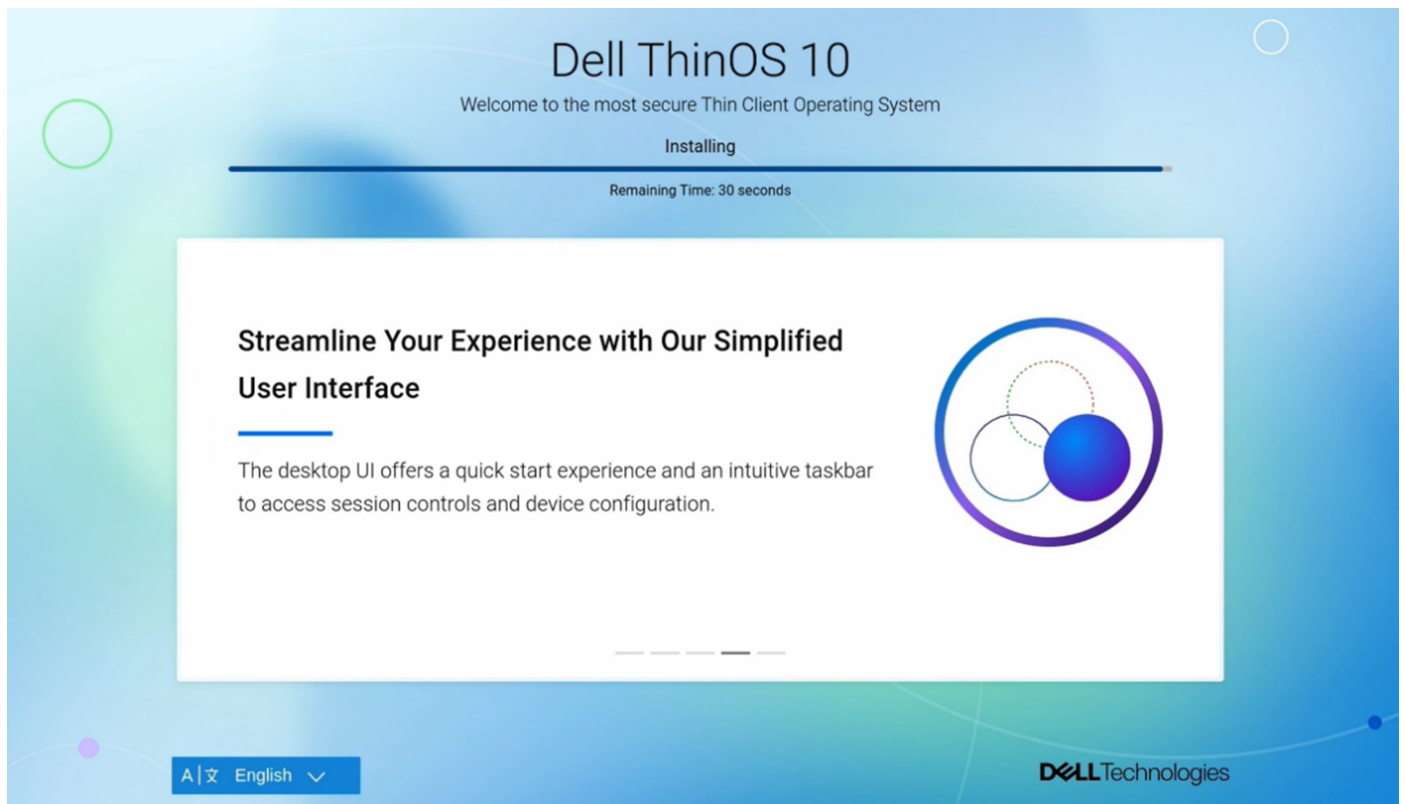 Dell ThinOS 10
Welcome to the most secure Thin Client Operating System
Installing
Remaining Time: 30 seconds
Streamline Your Experience with Our Simplified
User Interface
The desktop UI offers a quick start experience and an intuitive taskbar
to access session controls and device configuration.
A|文 English
DELLTechnologies